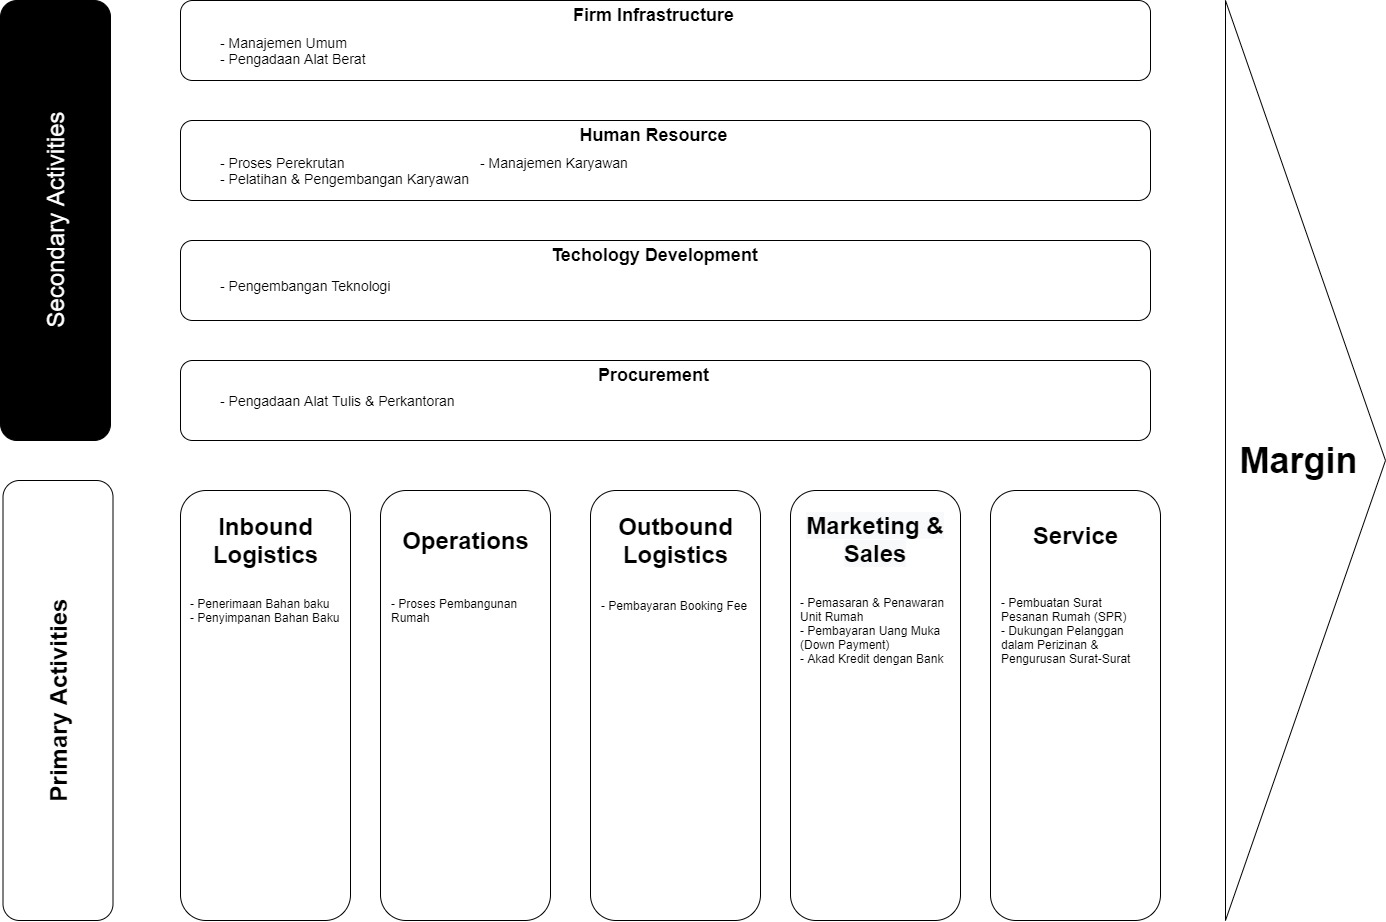 Secondary Activities
Firm Infrastructure
- Manajemen Umum
- Pengadaan Alat Berat
Human Resource
- Proses Perekrutan
- Pelatihan & Pengembangan Karyawan
- Manajemen Karyawan
Techology Development
- Pengembangan Teknologi
Procurement
- Pengadaan Alat Tulis & Perkantoran
Primary Activities
Inbound
Logistics
- Penerimaan Bahan baku
- Penyimpanan Bahan Baku
Operations
- Proses Pembangunan
Rumah
Outbound
Logistics
- Pembayaran Booking Fee
Marketing &
Sales
- Pemasaran & Penawaran
Unit Rumah
- Pembayaran Uang Muka
(Down Payment)
- Akad Kredit dengan Bank
Service
- Pembuatan Surat
Pesanan Rumah (SPR)
- Dukungan Pelanggan
dalam Perizinan &
Pengurusan Surat-Surat
Margin